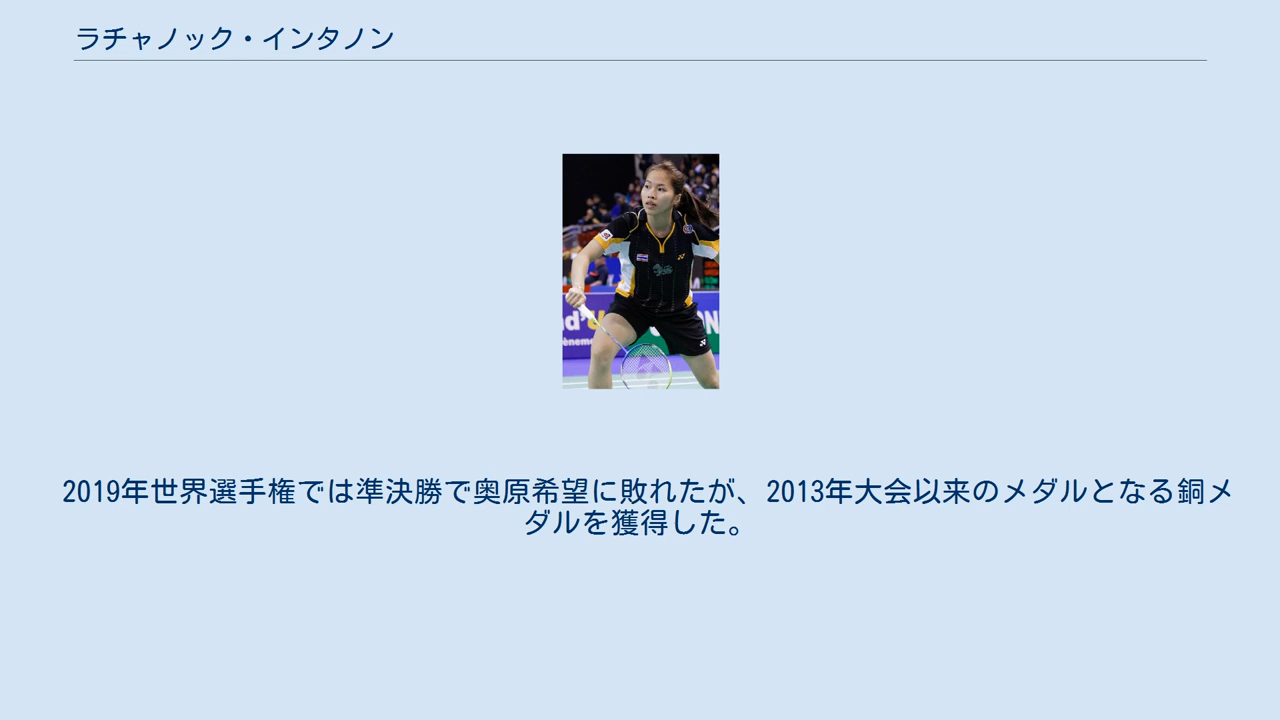 ラチャノック・インタノン
nd'U
èneme
2019年世界選手権では準決勝で奥原希望に敗れたが、2013年大会以来のメダルとなる銅メ
ダルを獲得した。